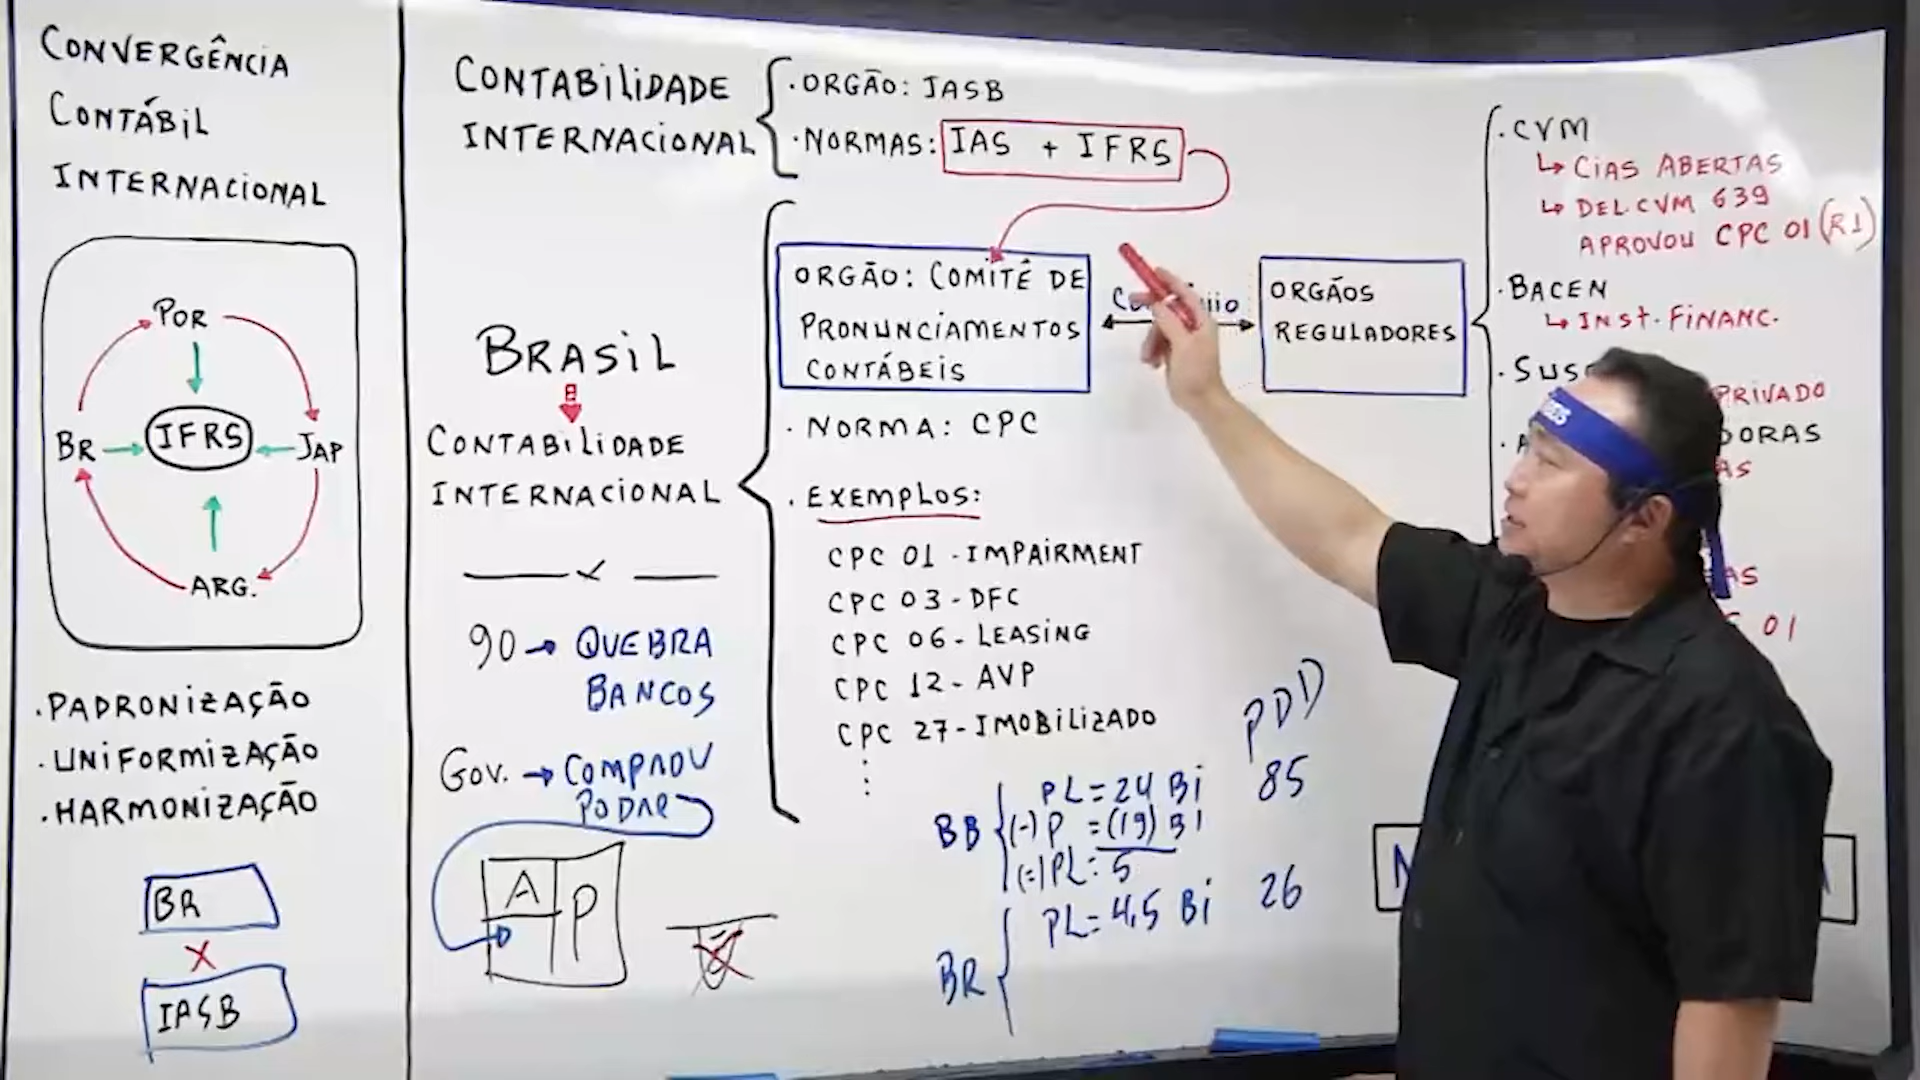 CONVERGÊNCIA
CONTÁBIL
INTERNACIONAL
POR
BR
IFRS
JAP
ARG.
.PADRONIZAÇÃO
.UNIFORMIZAÇÃO
.HARMONIZAÇÃO
BR
X
IASB
CONTABILIDADE
INTERNACIONAL
.ORGÃO: IASB
.NORMAS: IAS + IFRS
BRASIL
CONTABILIDADE
INTERNACIONAL
90 → QUEBRA
BANCOS
GOV. → COMPROU
PODRE
A
P
ORGÃO: COMITÊ DE
PRONUNCIAMENTOS
CONTÁBEIS
. NORMA: CPC
. EXEMPLOS:
CPC 01 - IMPAIRMENT
CPC 03 - DFC
CPC 06 - LEASING
CPC 12 - AVP
CPC 27 - IMOBILIZADO
PDD
BB
PL = 24 Bi 85
(-) P = (19) Bi
(=) PL: 5
BR
PL = 4,5 Bi 26
ORGÃOS
REGULADORES
.CVM
↳ CIAS ABERTAS
↳ DEL.CVM 639
APROVOU CPC 01 (R1)
.BACEN
↳ INST. FINANC.
PRIVADO
01